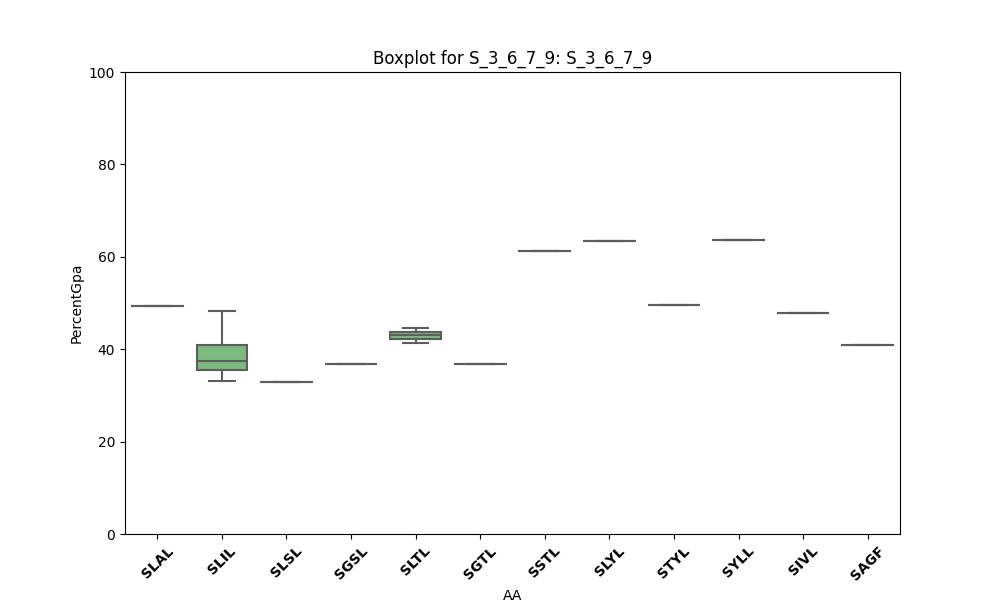 Boxplot for S_3_6_7_9: S_3_6_7_9
PercentGpa
100
80
60
40
20
0
SLAL SLIL SLSL SGSL SLTL SGTL SSTL SLYL STYL SYLL SIVL SAGF
AA